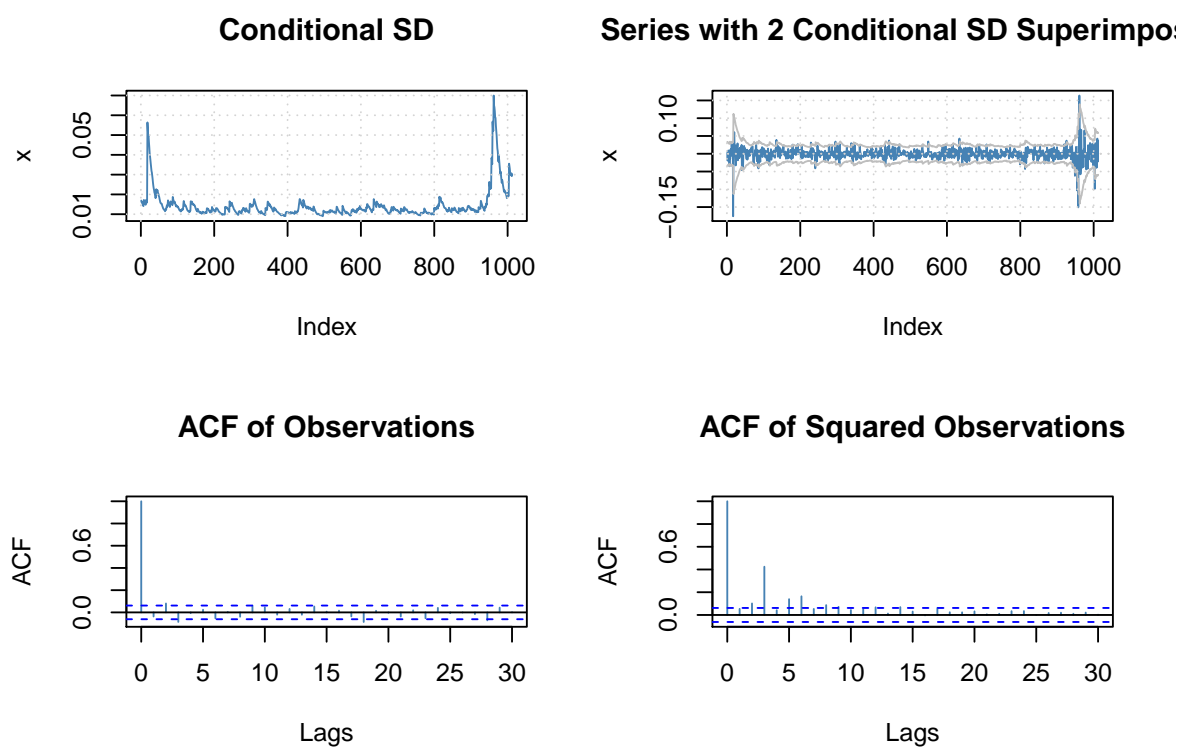 Conditional SD
x
0.01 0.05
0 200 400 600 800 1000
Index
Series with 2 Conditional SD Superimpos
x
−0.15 0.10
0 200 400 600 800 1000
Index
ACF of Observations
ACF
0.0 0.6
0 5 10 15 20 25 30
Lags
ACF of Squared Observations
ACF
0.0 0.6
0 5 10 15 20 25 30
Lags